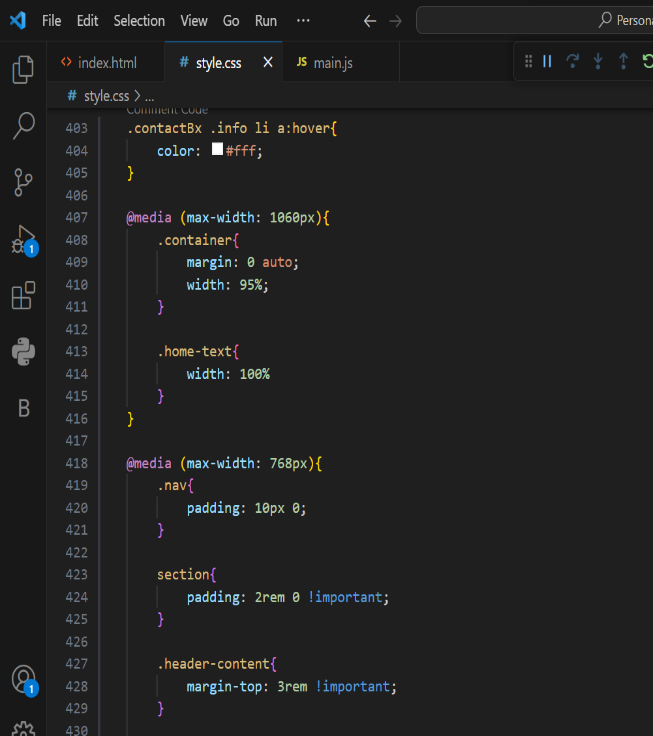 File Edit Selection View Go Run ...
Persona
index.html
# style.css
JS main.js
# style.css > ...
Comment Code
403 .contactBx .info li a:hover{
404 color: #fff;
405 }
406
407 @media (max-width: 1060px){
408 .container{
409 margin: 0 auto;
410 width: 95%;
411 }
412
413 .home-text{
414 width: 100%
415 }
416 }
417
418 @media (max-width: 768px){
419 .nav{
420 padding: 10px 0;
421 }
422
423 section{
424 padding: 2rem 0 !important;
425 }
426
427 .header-content{
428 margin-top: 3rem !important;
429 }
430
1
B
1